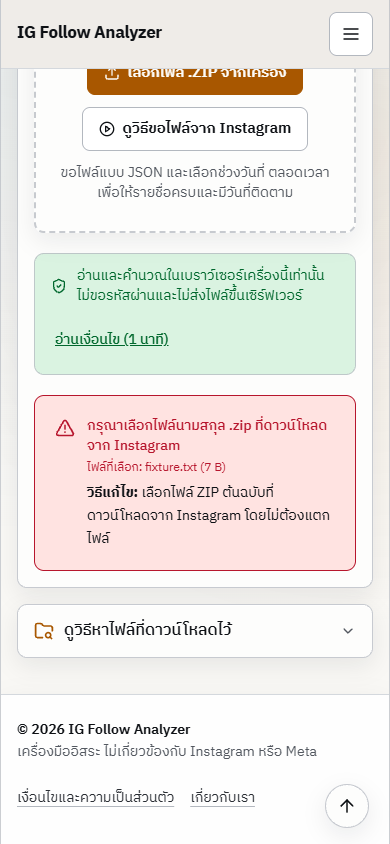 IG Follow Analyzer
เลือกไฟล์ .ZIP จากเครื่อง
ดูวิธีขอไฟล์จาก Instagram
ขอไฟล์แบบ JSON และเลือกช่วงวันที่ ตลอดเวลา
เพื่อให้รายชื่อครบและมีวันที่ติดตาม
อ่านและคำนวณในเบราว์เซอร์เครื่องนี้เท่านั้น
ไม่ขอรหัสผ่านและไม่ส่งไฟล์ขึ้นเซิร์ฟเวอร์
อ่านเงื่อนไข (1 นาที)
กรุณาเลือกไฟล์นามสกุล .zip ที่ดาวน์โหลด
จาก Instagram
ไฟล์ที่เลือก: fixture.txt (7 B)
วิธีแก้ไข: เลือกไฟล์ ZIP ต้นฉบับที่
ดาวน์โหลดจาก Instagram โดยไม่ต้องแตก
ไฟล์
ดูวิธีหาไฟล์ที่ดาวน์โหลดไว้
© 2026 IG Follow Analyzer
เครื่องมืออิสระ ไม่เกี่ยวข้องกับ Instagram หรือ Meta
เงื่อนไขและความเป็นส่วนตัว
เกี่ยวกับเรา